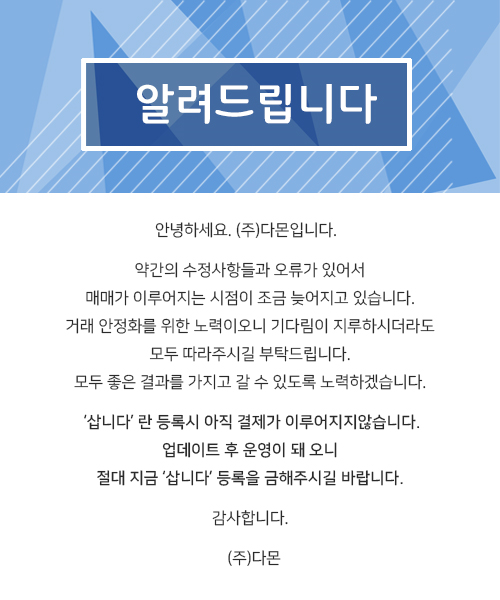 알려드립니다
안녕하세요. (주)다몬입니다.
약간의 수정사항들과 오류가 있어서
매매가 이루어지는 시점이 조금 늦어지고 있습니다.
거래 안정화를 위한 노력이오니 기다림이 지루하시더라도
모두 따라주시길 부탁드립니다.
모두 좋은 결과를 가지고 갈 수 있도록 노력하겠습니다.
‘삽니다’ 란 등록시 아직 결제가 이루어지지않습니다.
업데이트 후 운영이 돼 오니
절대 지금 ‘삽니다’ 등록을 금해주시길 바랍니다.
감사합니다.
(주)다몬